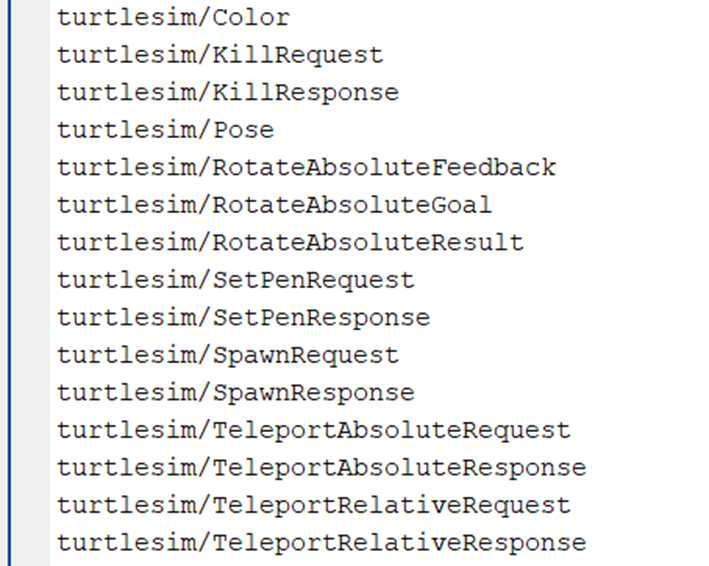 turtlesim/Color
turtlesim/KillRequest
turtlesim/KillResponse
turtlesim/Pose
turtlesim/RotateAbsoluteFeedback
turtlesim/RotateAbsoluteGoal
turtlesim/RotateAbsoluteResult
turtlesim/SetPenRequest
turtlesim/SetPenResponse
turtlesim/SpawnRequest
turtlesim/SpawnResponse
turtlesim/TeleportAbsoluteRequest
turtlesim/TeleportAbsoluteResponse
turtlesim/TeleportRelativeRequest
turtlesim/TeleportRelativeResponse